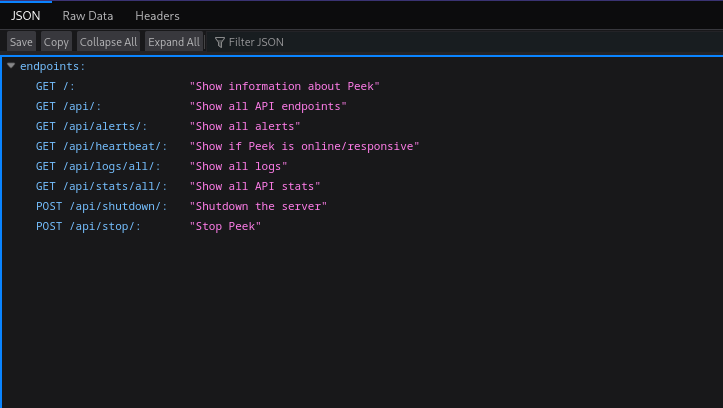 JSON Raw Data Headers
Save Copy Collapse All Expand All Filter JSON
endpoints:
GET /: "Show information about Peek"
GET /api/: "Show all API endpoints"
GET /api/alerts/: "Show all alerts"
GET /api/heartbeat/: "Show if Peek is online/responsive"
GET /api/logs/all/: "Show all logs"
GET /api/stats/all/: "Show all API stats"
POST /api/shutdown/: "Shutdown the server"
POST /api/stop/: "Stop Peek"